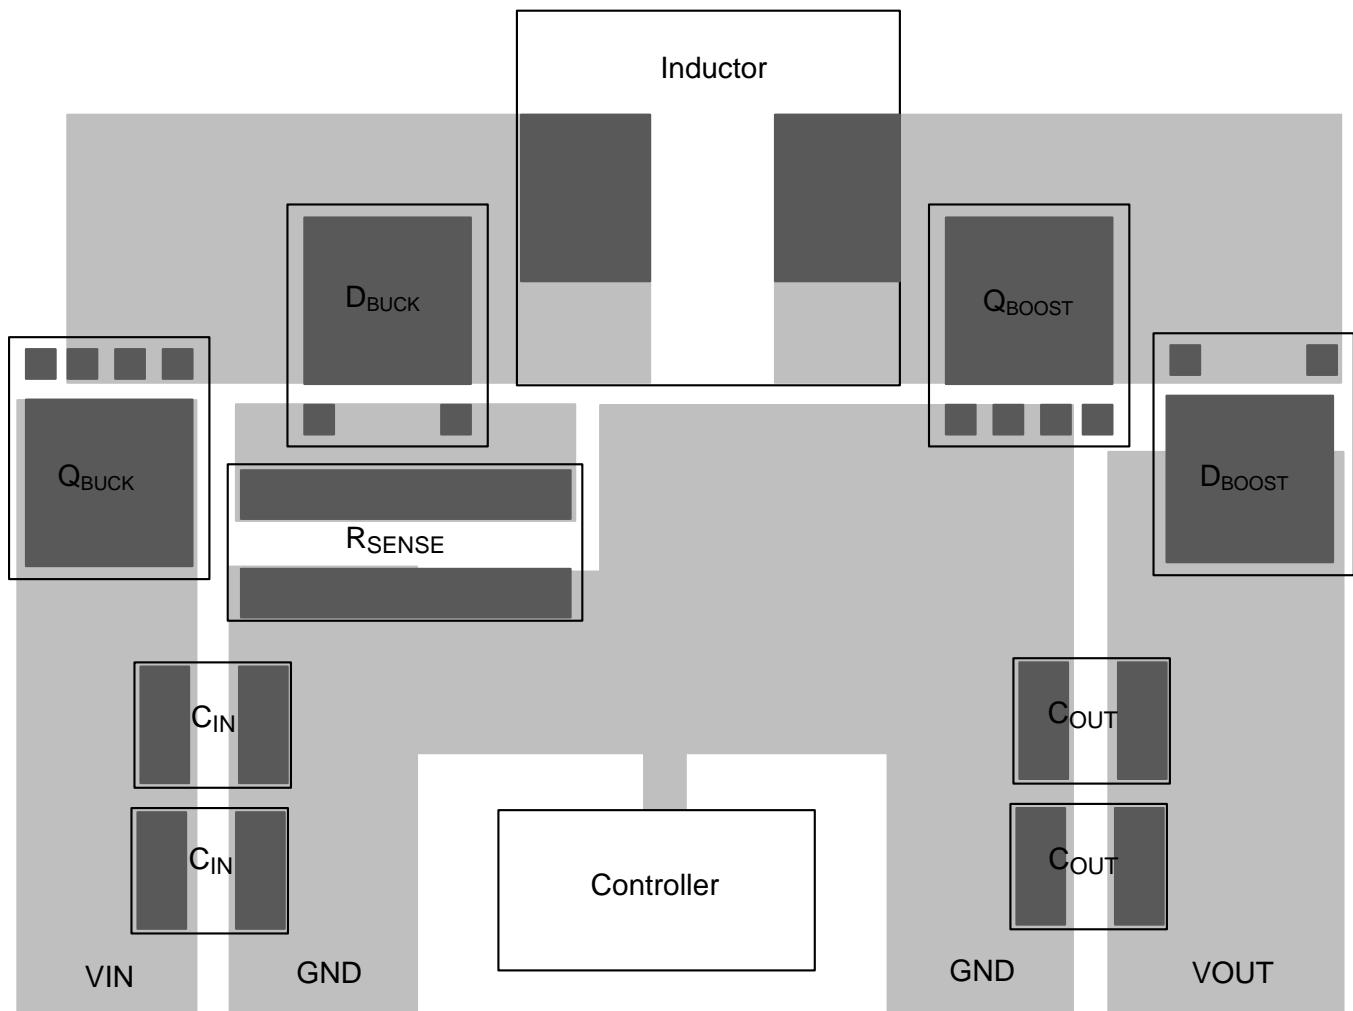 Inductor
DBUCK
QBOOST
QBUCK
DBOOST
RSENSE
CIN
COUT
CIN
COUT
Controller
VIN
GND
GND
VOUT